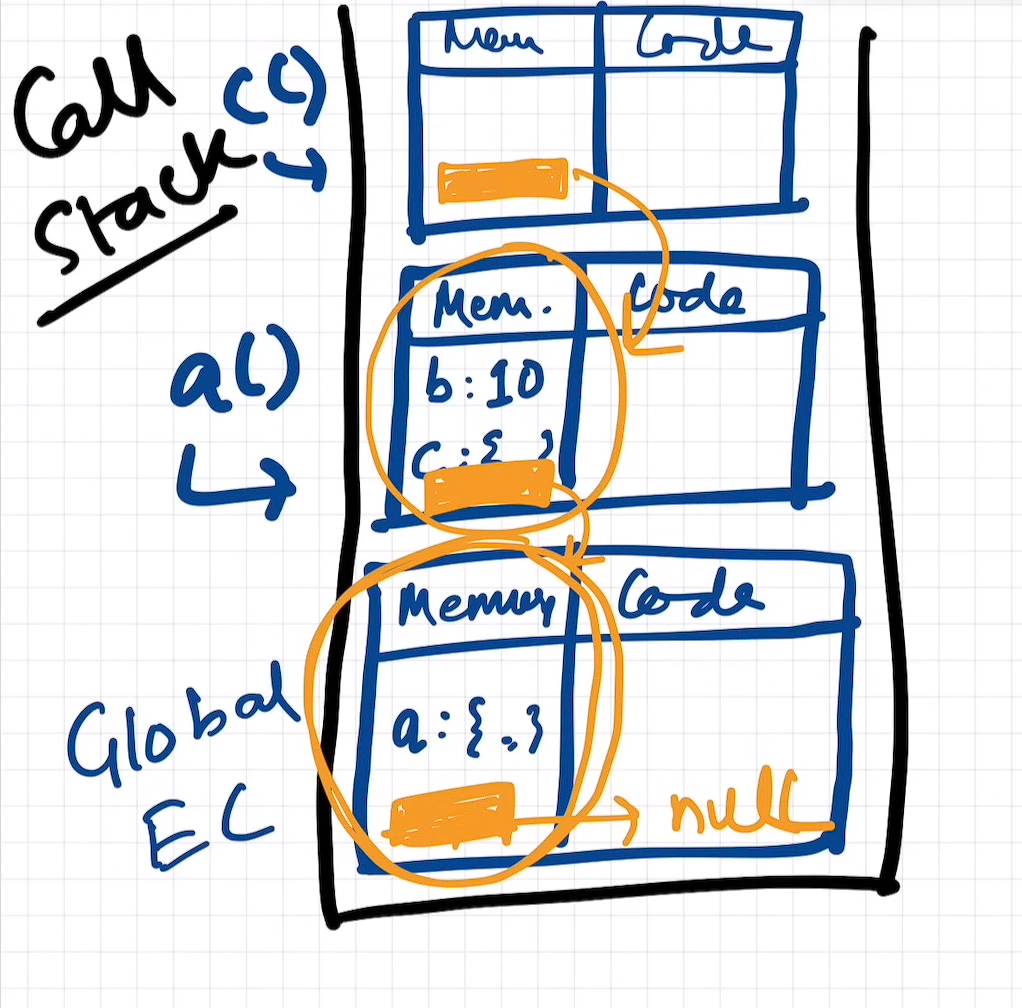 Call
Stack
c()
Mem
Code
a()
Mem.
Code
b:10
c:{ }
Global
EC
Memory
Code
a:{.}
null